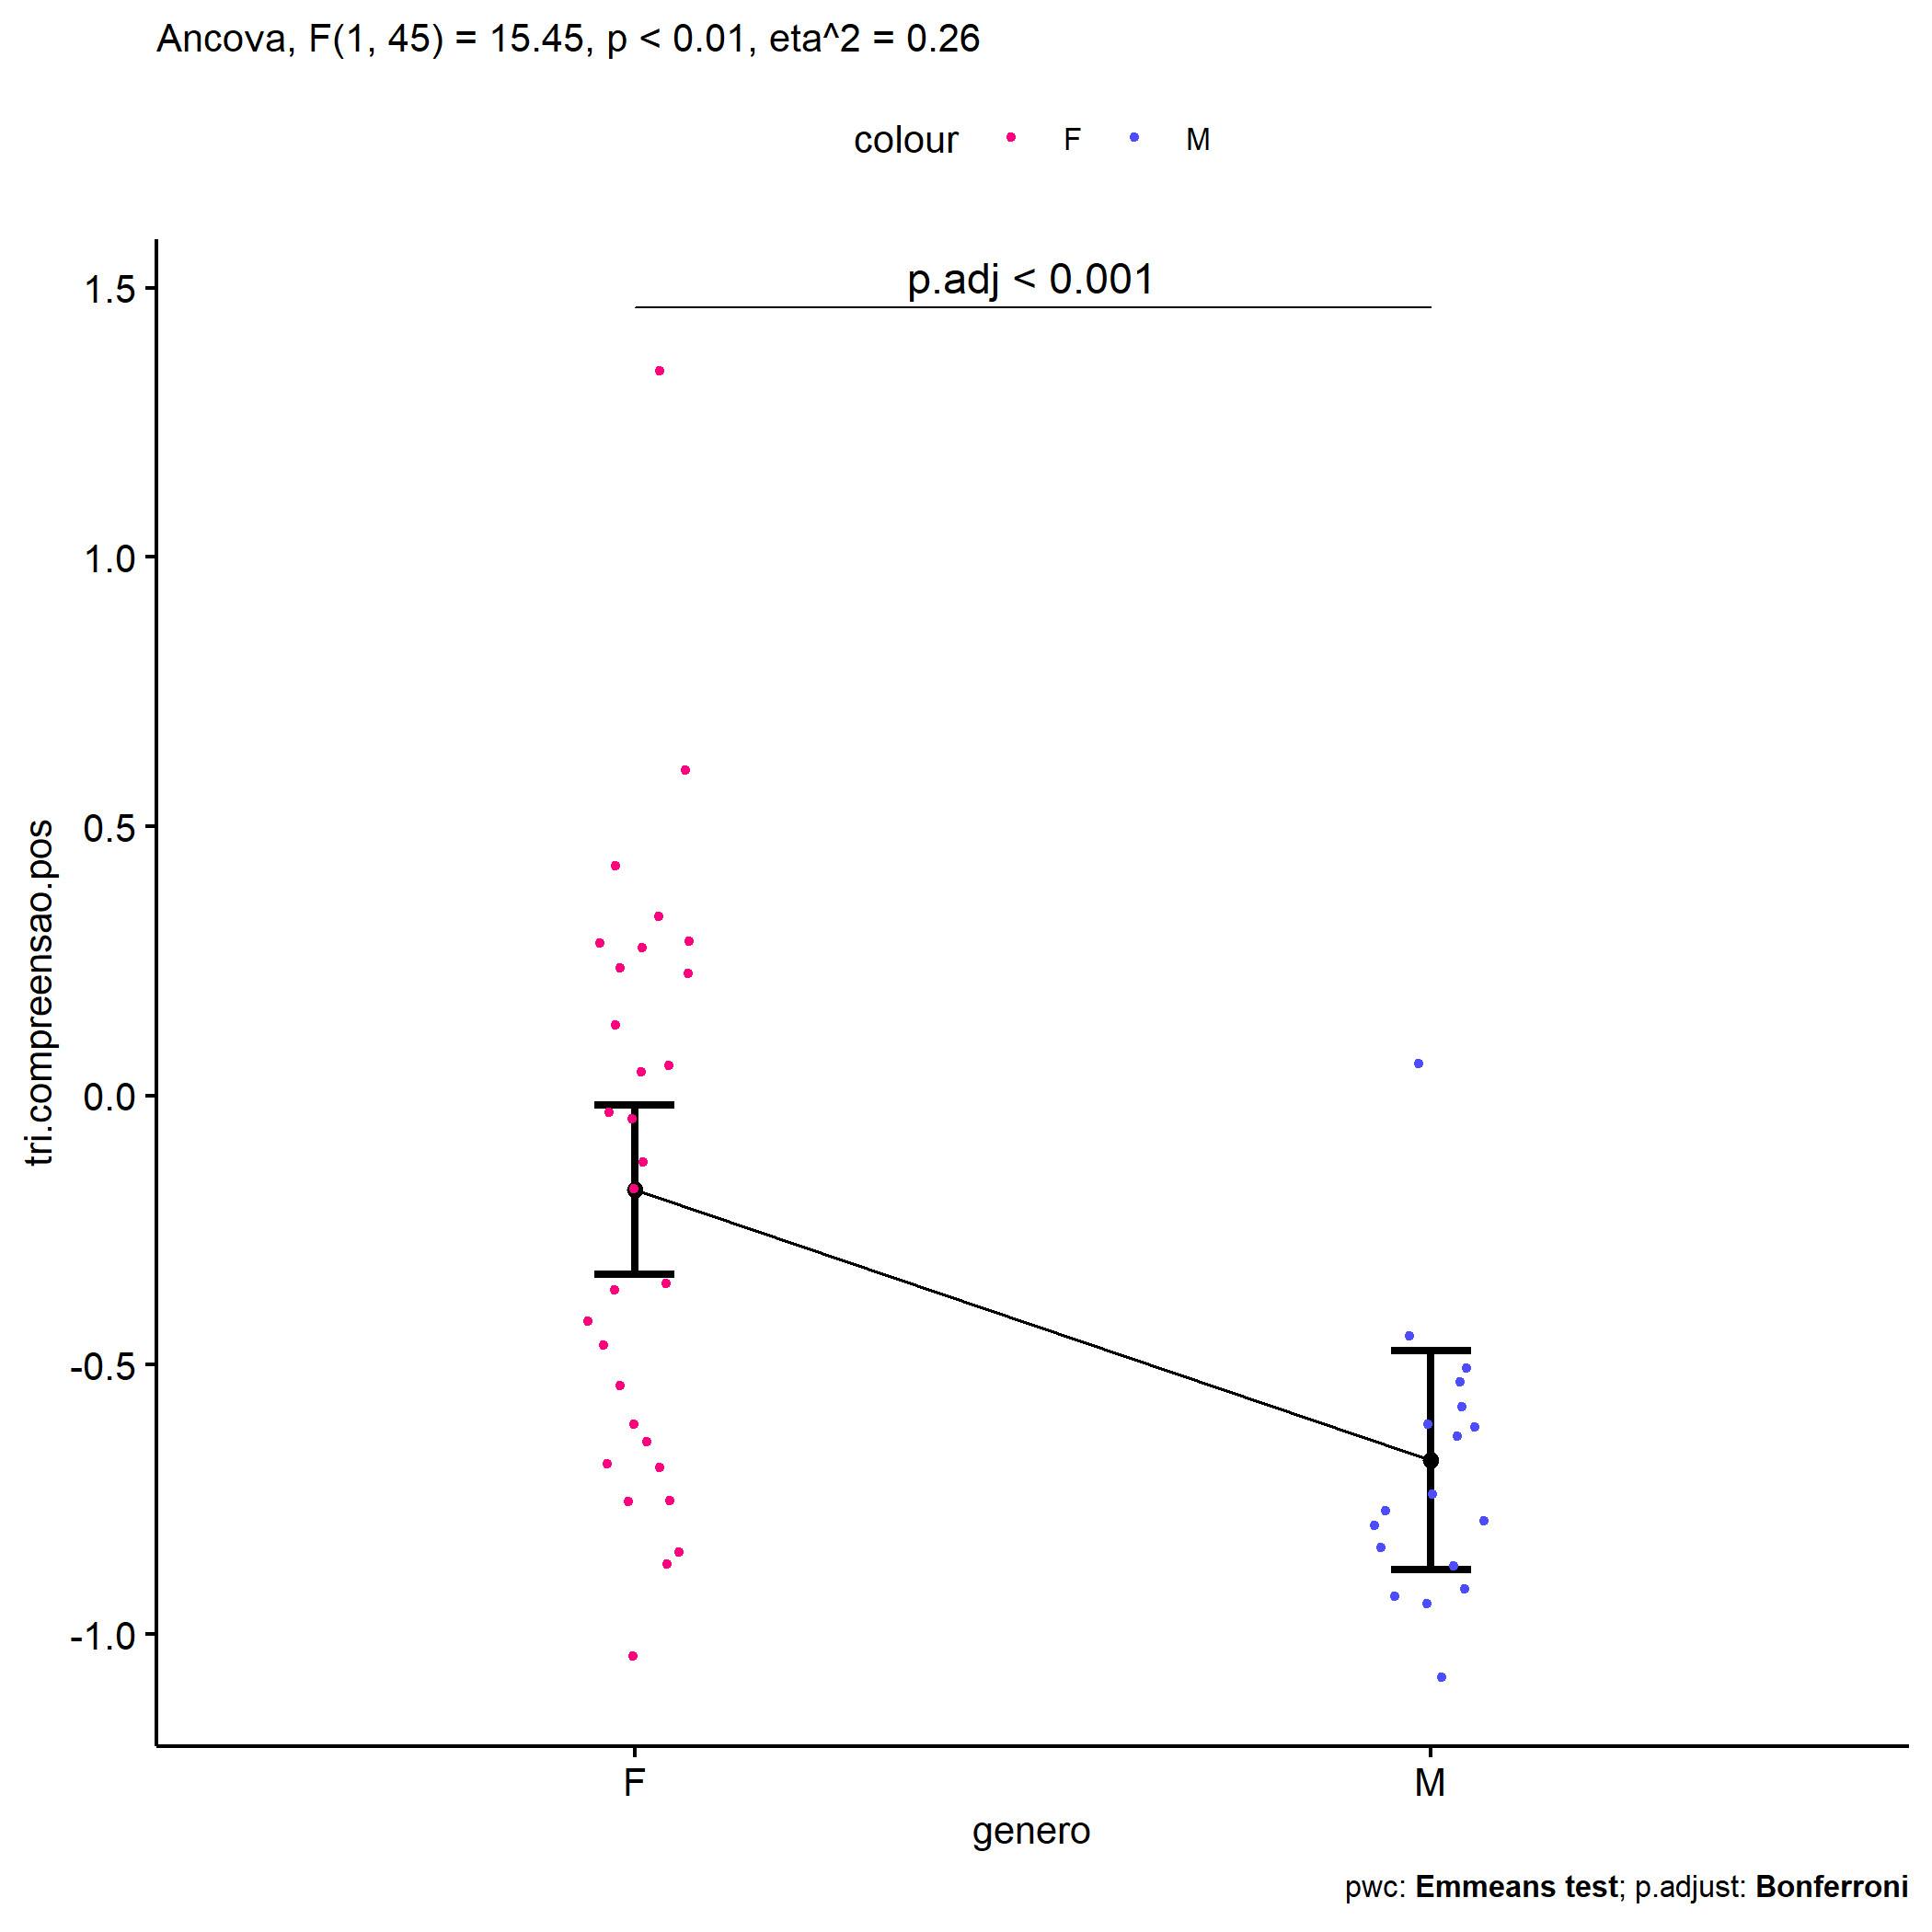 Ancova, F(1, 45) = 15.45, p < 0.01, eta^2 = 0.26
colour F M
p.adj < 0.001
1.5
1.0
0.5
0.0
-0.5
-1.0
tri.compreensao.pos
F M
genero
pwc: Emmeans test; p.adjust: Bonferroni